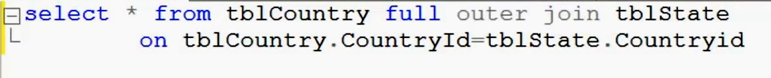 select * from tblCountry full outer join tblState
on tblCountry.CountryId=tblState.Countryid